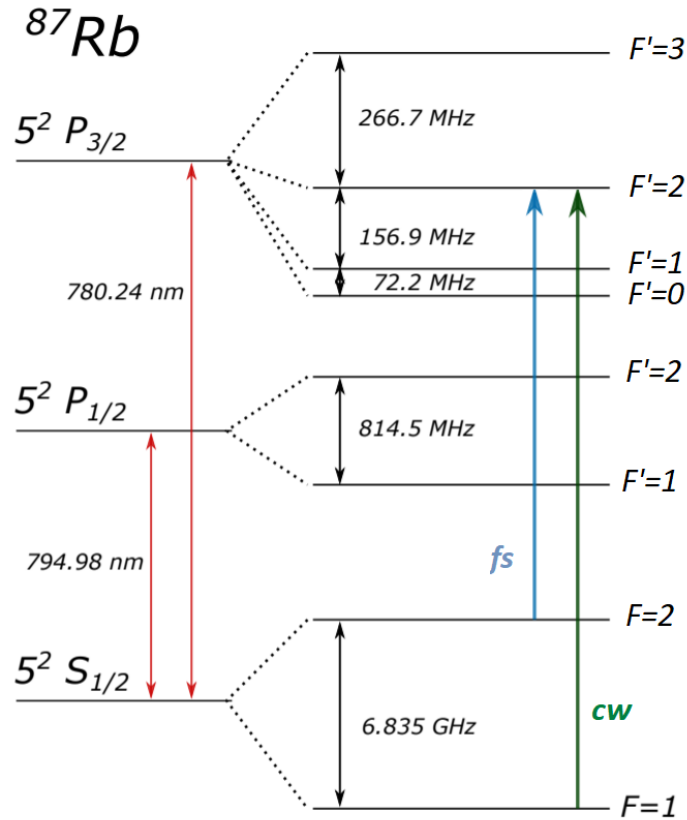 ⁸⁷Rb
F'=3
266.7 MHz
5² P₃/₂
F'=2
156.9 MHz
F'=1
780.24 nm
72.2 MHz
F'=0
F'=2
5² P₁/₂
814.5 MHz
F'=1
794.98 nm
fs
F=2
5² S₁/₂
cw
6.835 GHz
F=1